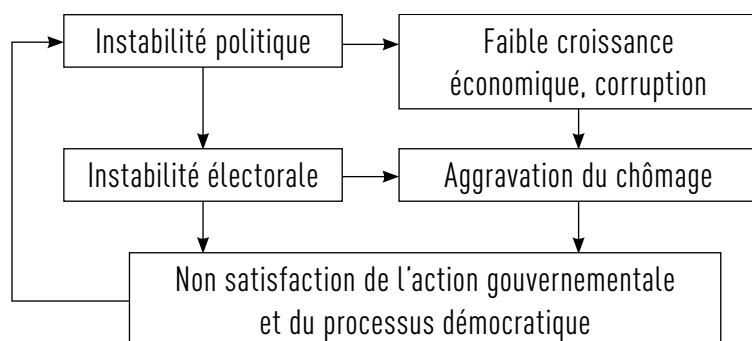 Instabilité politique
Faible croissance
économique, corruption
Instabilité électorale
Aggravation du chômage
Non satisfaction de l'action gouvernementale
et du processus démocratique